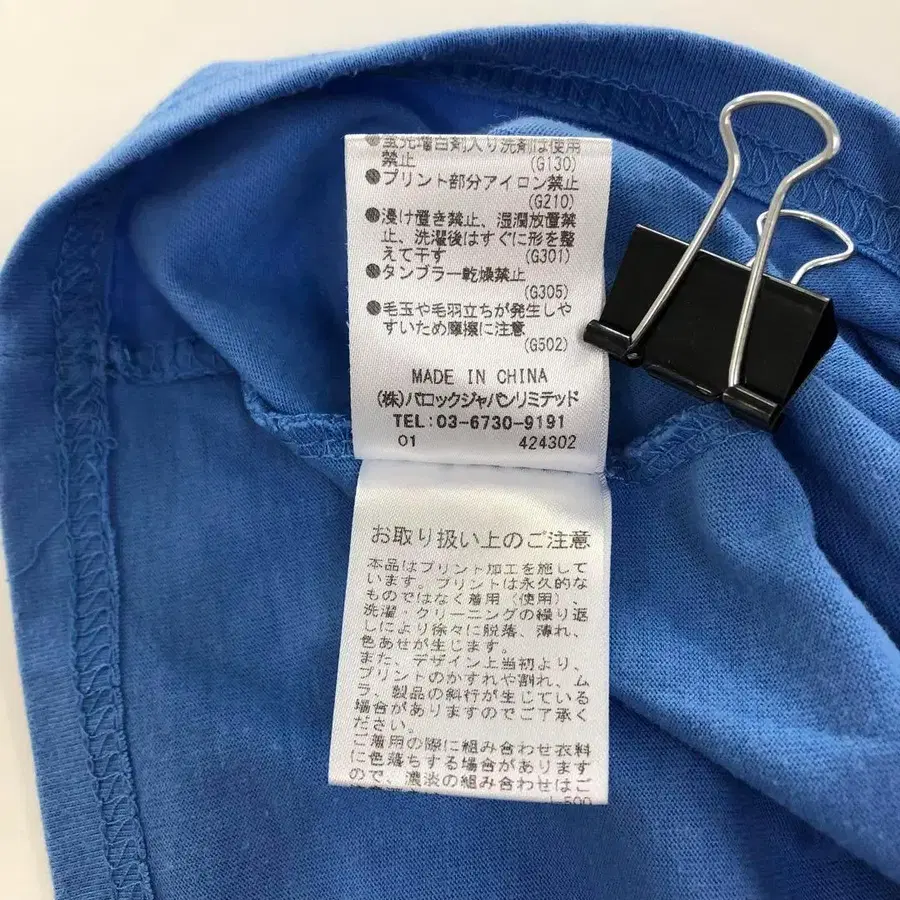 ●蛍光増白剤入り洗剤は使用
禁止
(G130)
●プリント部分アイロン禁止
(G210)
●浸け置き禁止、湿潤放置禁
止、洗濯後はすぐに形を整
えて干す
(G301)
●タンブラー乾燥禁止
(G305)
●毛玉や毛羽立ちが発生しや
すいため摩擦に注意
(G502)
MADE IN CHINA
(株)バロックジャパンリミテッド
TEL:03-6730-9191
01 424302
お取り扱い上のご注意
本品はプリント加工を施して
います。プリントは永久的な
ものではなく着用(使用)、
洗濯・クリーニングの繰り返
しにより徐々に脱落、薄れ、
色あせが生じます。
また、デザイン上当初より、
プリントのかすれや割れ、ム
ラ、製品の斜行が生じている
場合がありますのでご了承く
ださい。
ご着用の際に組み合わせ衣料
に色落ちする場合があります
ので、濃淡の組み合わせはご